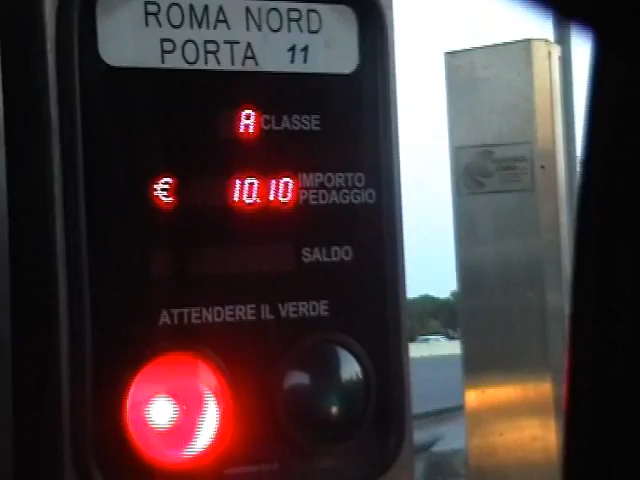 ROMA NORD
PORTA 11
A CLASSE
€ 10.10 IMPORTO
PEDAGGIO
SALDO
ATTENDERE IL VERDE